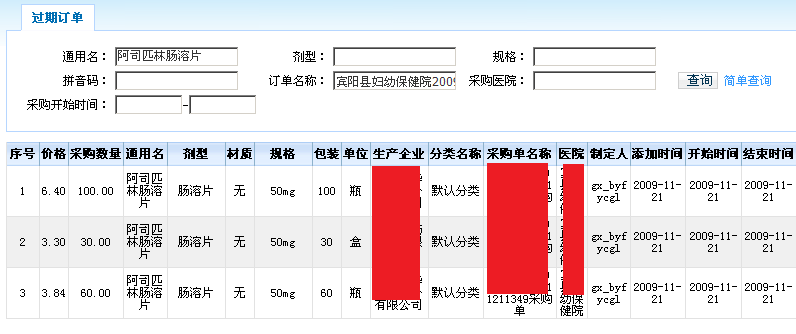 过期订单
通用名： 阿司匹林肠溶片 剂型： 规格：
拼音码： 订单名称： 宾阳县妇幼保健院2009 采购医院： 查询 简单查询
采购开始时间： -
序号 价格 采购数量 通用名 剂型 材质 规格 包装 单位 生产企业 分类名称 采购单名称 医院 制定人 添加时间 开始时间 结束时间
1 6.40 100.00 阿司匹林肠溶片 肠溶片 无 50mg 100 瓶 默认分类 gx_byfycgl 2009-11-21 2009-11-21 2009-11-21
2 3.30 30.00 阿司匹林肠溶片 肠溶片 无 50mg 30 盒 默认分类 gx_byfycgl 2009-11-21 2009-11-21 2009-11-21
3 3.84 60.00 阿司匹林肠溶片 肠溶片 无 50mg 60 瓶 有限公司 默认分类 1211349采购单 幼保健院 gx_byfycgl 2009-11-21 2009-11-21 2009-11-21